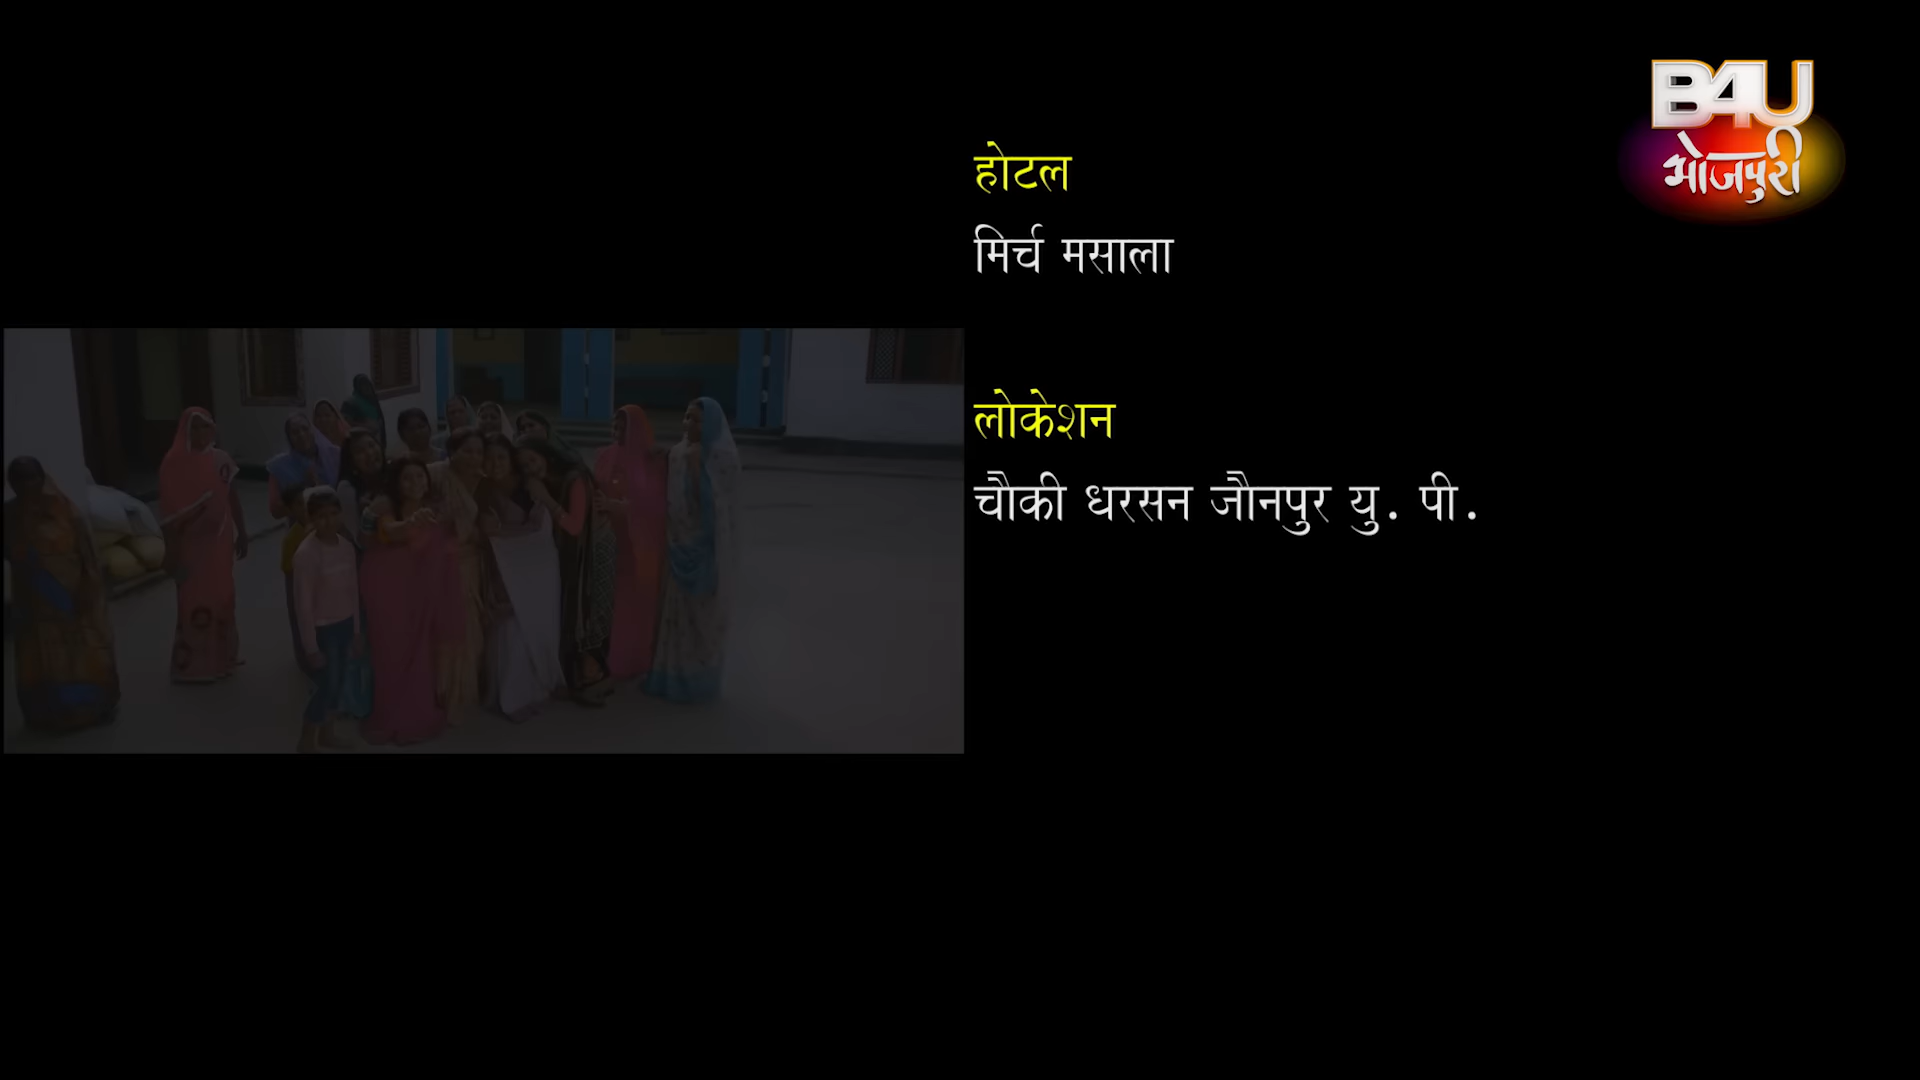 B4U
भोजपुरी
होटल
मिर्च मसाला
लोकेशन
चौकी धरसन जौनपुर यु. पी.